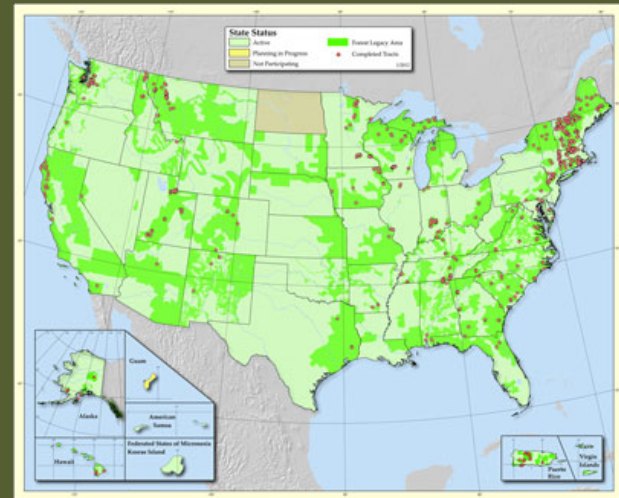 State Status
Active
Forest Legacy Area
Planning in Progress
Completed Tracts
Not Participating
Guam
Alaska
American
Samoa
Federated States of Micronesia
Kosrae Island
Hawaii
Puerto
Rico
Virgin
Islands